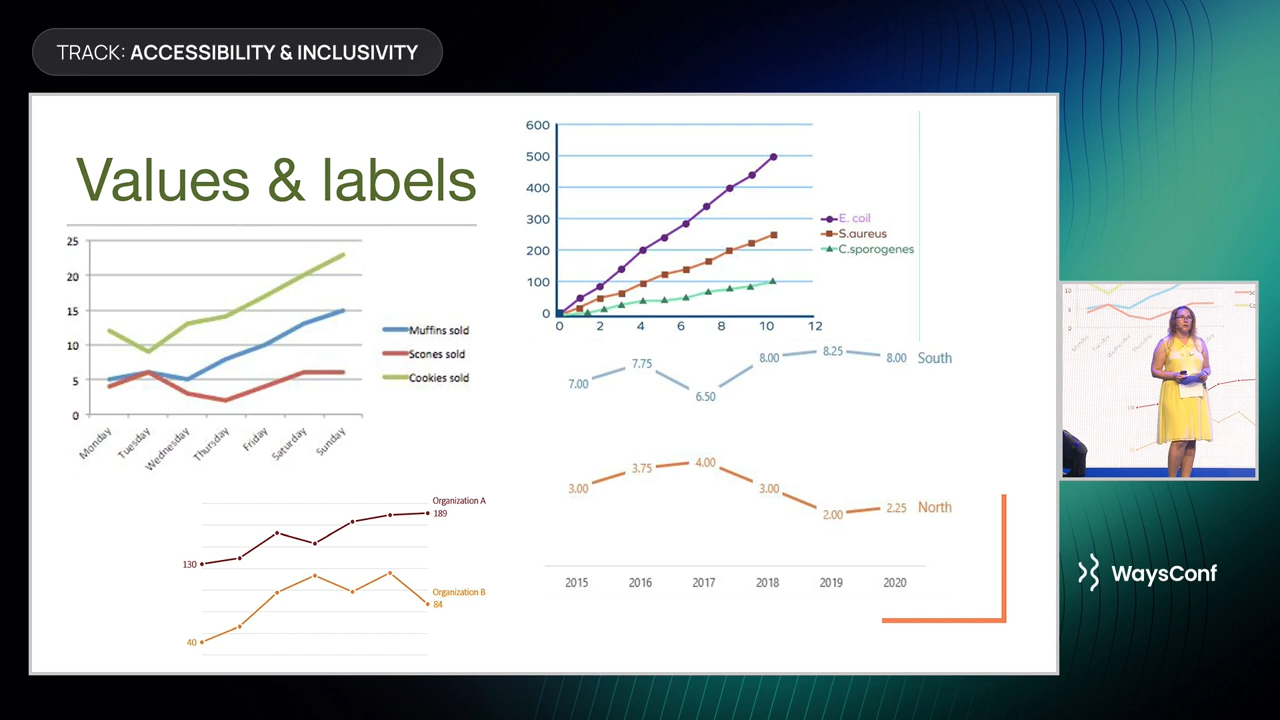 TRACK: ACCESSIBILITY & INCLUSIVITY
Values & labels
25
20
15
10
5
0
Monday
Tuesday
Wednesday
Thursday
Friday
Saturday
Sunday
Muffins sold
Scones sold
Cookies sold
600
500
400
300
200
100
0
0 2 4 6 8 10 12
E. coli
S.aureus
C.sporogenes
7.00 7.75 6.50 8.00 8.25 8.00 South
3.00 3.75 4.00 3.00 2.00 2.25 North
2015 2016 2017 2018 2019 2020
Organization A
189
130
Organization B
84
40
WaysConf